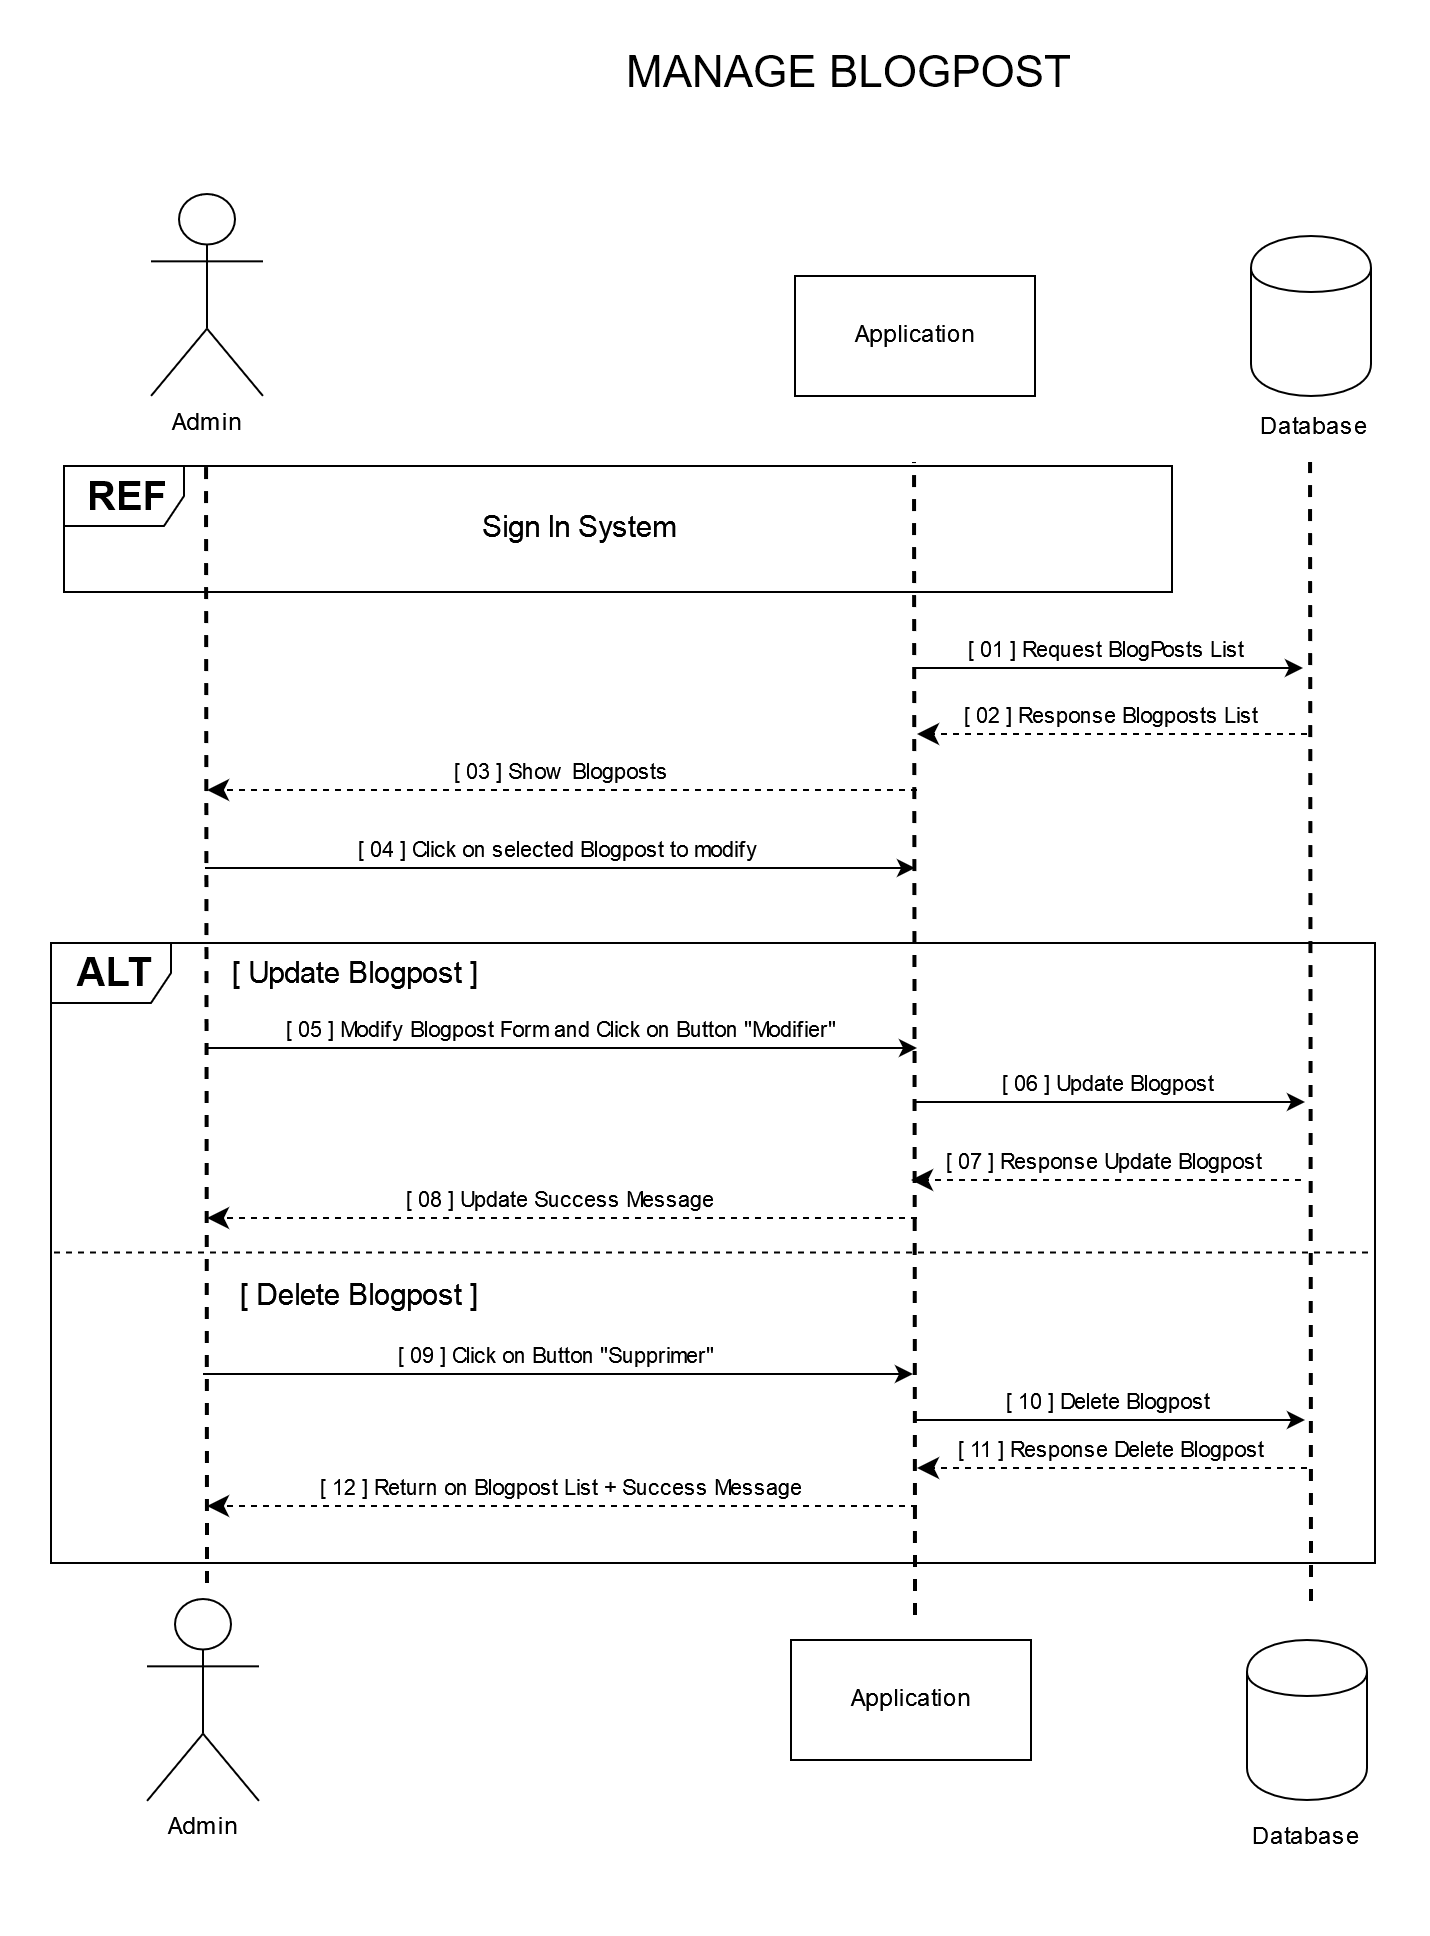 MANAGE BLOGPOST
Admin
Application
Database
REF
Sign In System
[ 01 ] Request BlogPosts List
[ 02 ] Response Blogposts List
[ 03 ] Show Blogposts
[ 04 ] Click on selected Blogpost to modify
ALT
[ Update Blogpost ]
[ 05 ] Modify Blogpost Form and Click on Button "Modifier"
[ 06 ] Update Blogpost
[ 07 ] Response Update Blogpost
[ 08 ] Update Success Message
[ Delete Blogpost ]
[ 09 ] Click on Button "Supprimer"
[ 10 ] Delete Blogpost
[ 11 ] Response Delete Blogpost
[ 12 ] Return on Blogpost List + Success Message
Admin
Application
Database